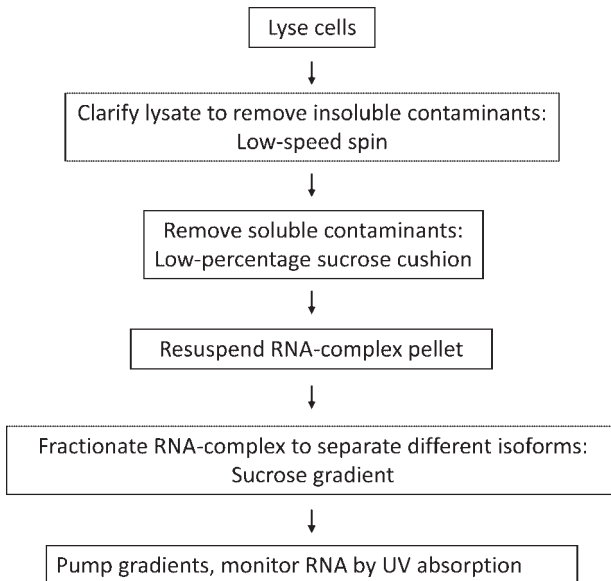 Lyse cells
Clarify lysate to remove insoluble contaminants:
Low-speed spin
Remove soluble contaminants:
Low-percentage sucrose cushion
Resuspend RNA-complex pellet
Fractionate RNA-complex to separate different isoforms:
Sucrose gradient
Pump gradients, monitor RNA by UV absorption